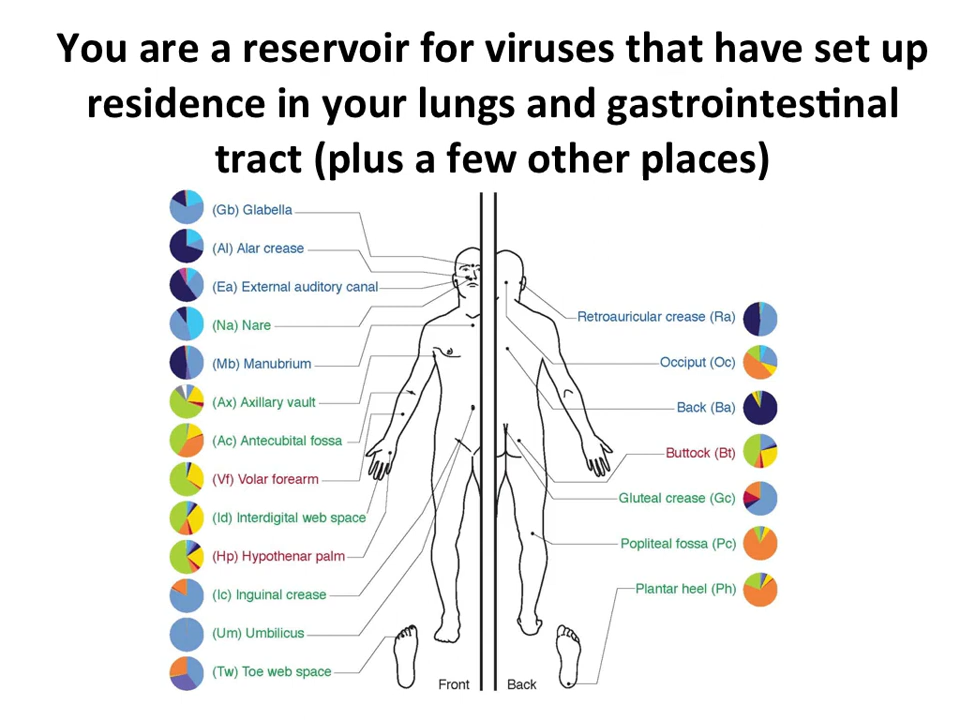 You are a reservoir for viruses that have set up
residence in your lungs and gastrointestinal
tract (plus a few other places)
(Gb) Glabella
(Al) Alar crease
(Ea) External auditory canal
(Na) Nare
(Mb) Manubrium
(Ax) Axillary vault
(Ac) Antecubital fossa
(Vf) Volar forearm
(Id) Interdigital web space
(Hp) Hypothenar palm
(Ic) Inguinal crease
(Um) Umbilicus
(Tw) Toe web space
Retroauricular crease (Ra)
Occiput (Oc)
Back (Ba)
Buttock (Bt)
Gluteal crease (Gc)
Popliteal fossa (Pc)
Plantar heel (Ph)
Front
Back